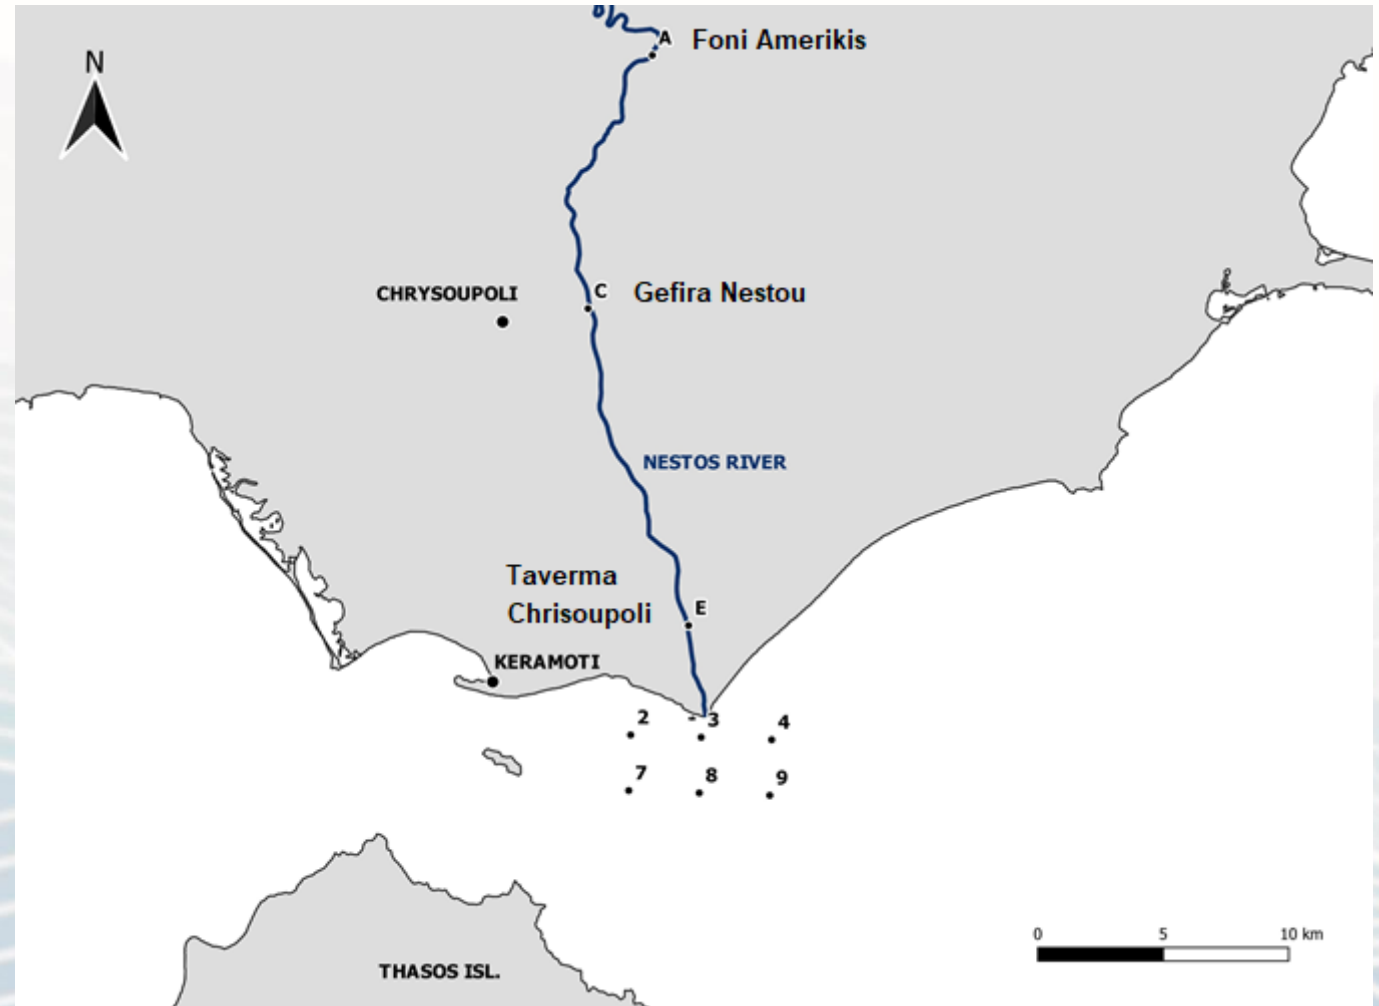 A Foni Amerikis
N
C Gefira Nestou
CHRYSOUPOLI
NESTOS RIVER
Taverma
Chrisoupoli
E
KERAMOTI
2 - 3 4
7 8 9
0 5 10 km
THASOS ISL.